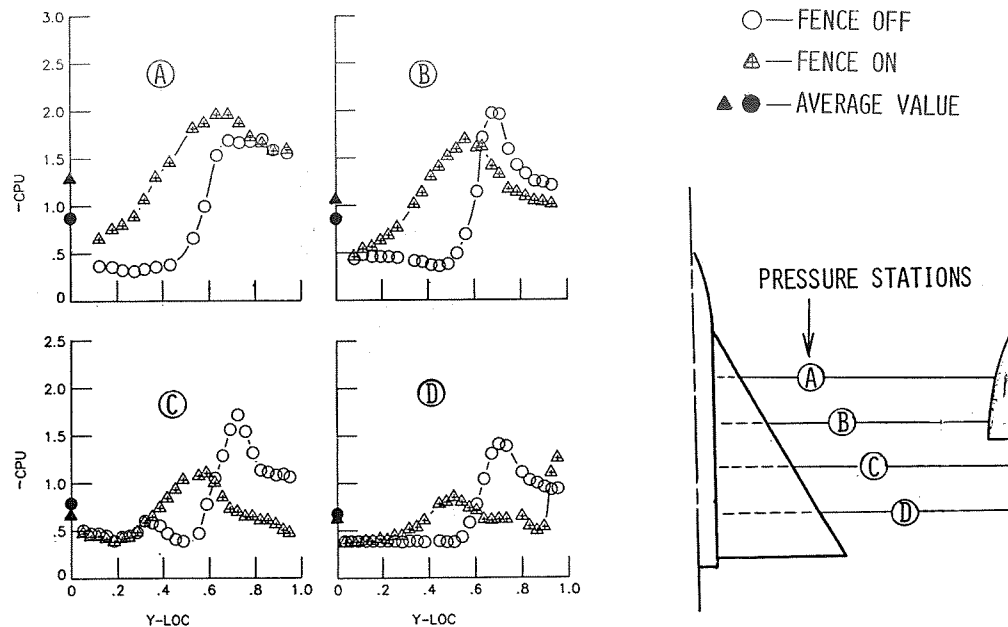 3.0
2.5
2.0
1.5
1.0
.5
0
-CPU
A
B
2.5
2.0
1.5
1.0
.5
0
-CPU
C
D
0 .2 .4 .6 .8 1.0
Y-LOC
0 .2 .4 .6 .8 1.0
Y-LOC
— FENCE OFF
— FENCE ON
— AVERAGE VALUE
PRESSURE STATIONS
A
B
C
D